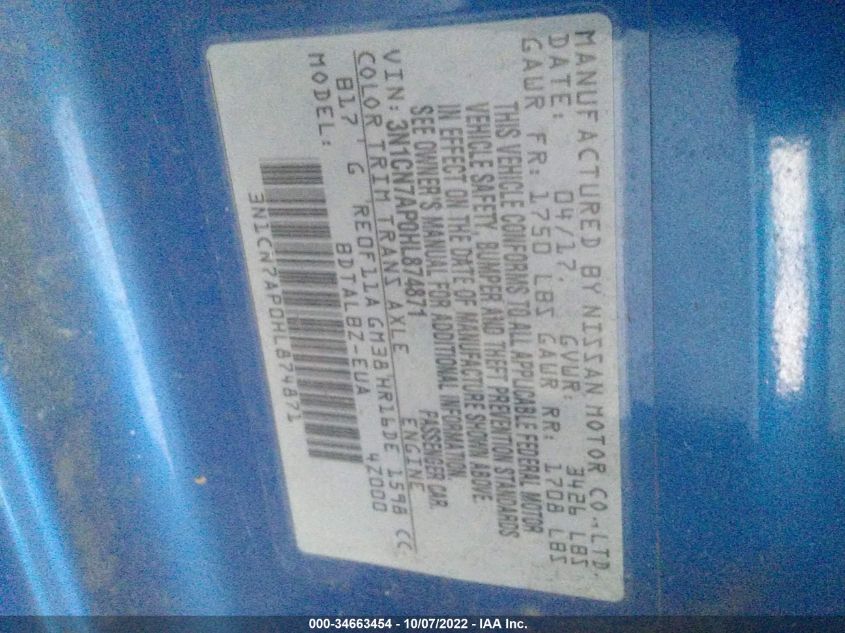 MANUFACTURED BY NISSAN MOTOR CO.,LTD.
DATE: 04/17. GVWR: 3426 LBS
GAWR FR: 1750 LBS GAWR RR: 1708 LBS
THIS VEHICLE CONFORMS TO ALL APPLICABLE FEDERAL MOTOR
VEHICLE SAFETY, BUMPER AND THEFT PREVENTION STANDARDS
IN EFFECT ON THE DATE OF MANUFACTURE SHOWN ABOVE.
SEE OWNER'S MANUAL FOR ADDITIONAL INFORMATION.
VIN: 3N1CN7AP0HL874871 PASSENGER CAR.
COLOR TRIM TRANS AXLE ENGINE
B17 G RE0F11A GM38 HR16DE 1598 CC
MODEL: BDTALBZ-EUA 4Z000
3N1CN7AP0HL874871
000-34663454 - 10/07/2022 - IAA Inc.